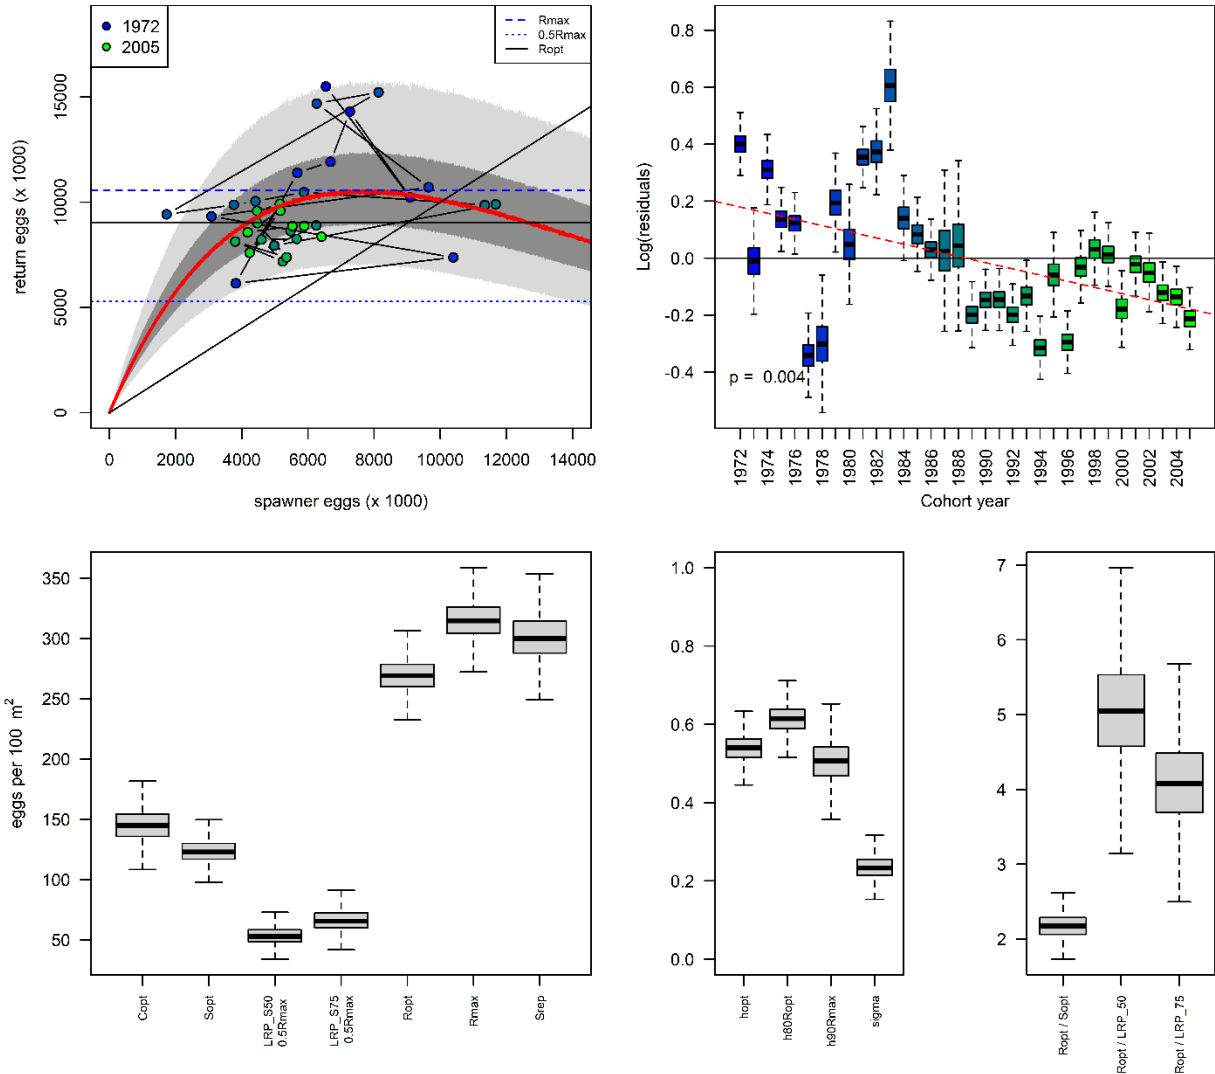 1972
2005
Rmax
0.5Rmax
Ropt
return eggs (x 1000)
0
5000
10000
15000
0
2000
4000
6000
8000
10000
12000
14000
spawner eggs (x 1000)
Log(residuals)
0.8
0.6
0.4
0.2
0.0
-0.2
-0.4
p = 0.004
1972
1974
1976
1978
1980
1982
1984
1986
1988
1990
1992
1994
1996
1998
2000
2002
2004
Cohort year
eggs per 100 m²
350
300
250
200
150
100
50
Copt
Sopt
LRP_S50
0.5Rmax
LRP_S75
0.5Rmax
Ropt
Rmax
Srep
1.0
0.8
0.6
0.4
0.2
0.0
hopt
h80Ropt
h90Rmax
sigma
7
6
5
4
3
2
Ropt / Sopt
Ropt / LRP_50
Ropt / LRP_75